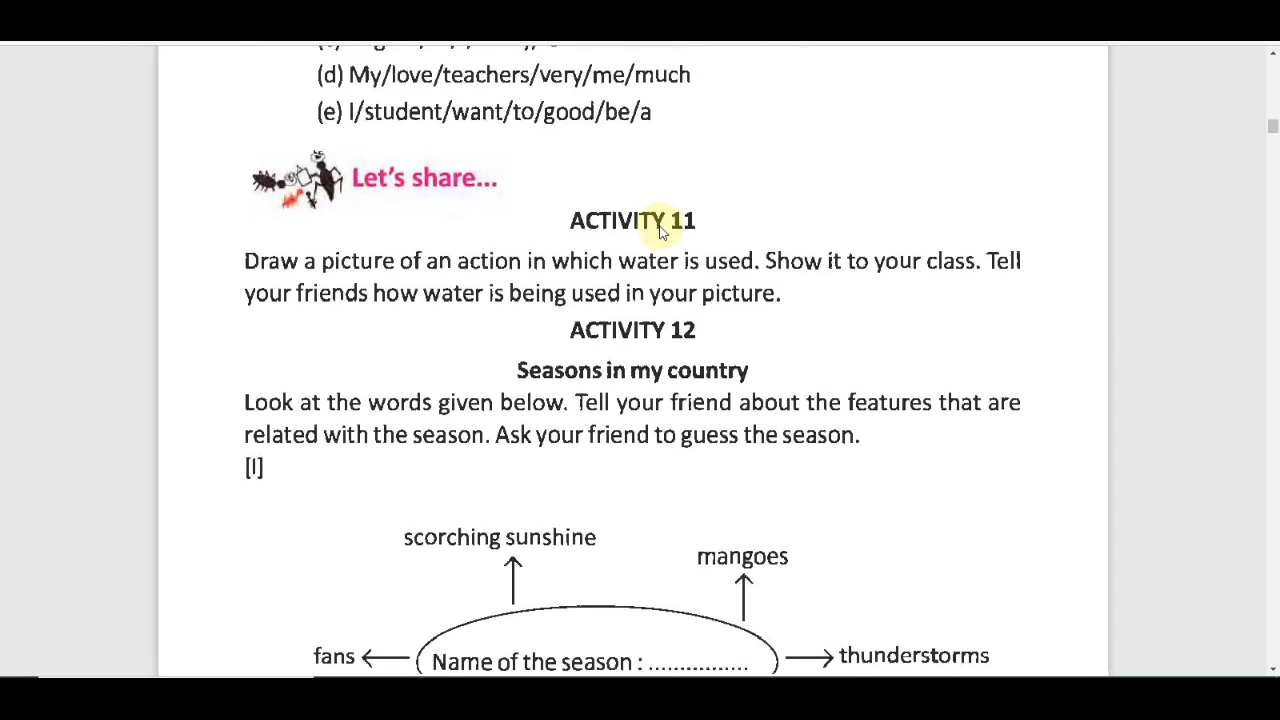 (d) My/love/teachers/very/me/much
(e) I/student/want/to/good/be/a
Let's share...
ACTIVITY 11
Draw a picture of an action in which water is used. Show it to your class. Tell
your friends how water is being used in your picture.
ACTIVITY 12
Seasons in my country
Look at the words given below. Tell your friend about the features that are
related with the season. Ask your friend to guess the season.
[I]
scorching sunshine
mangoes
fans
Name of the season : ................
thunderstorms